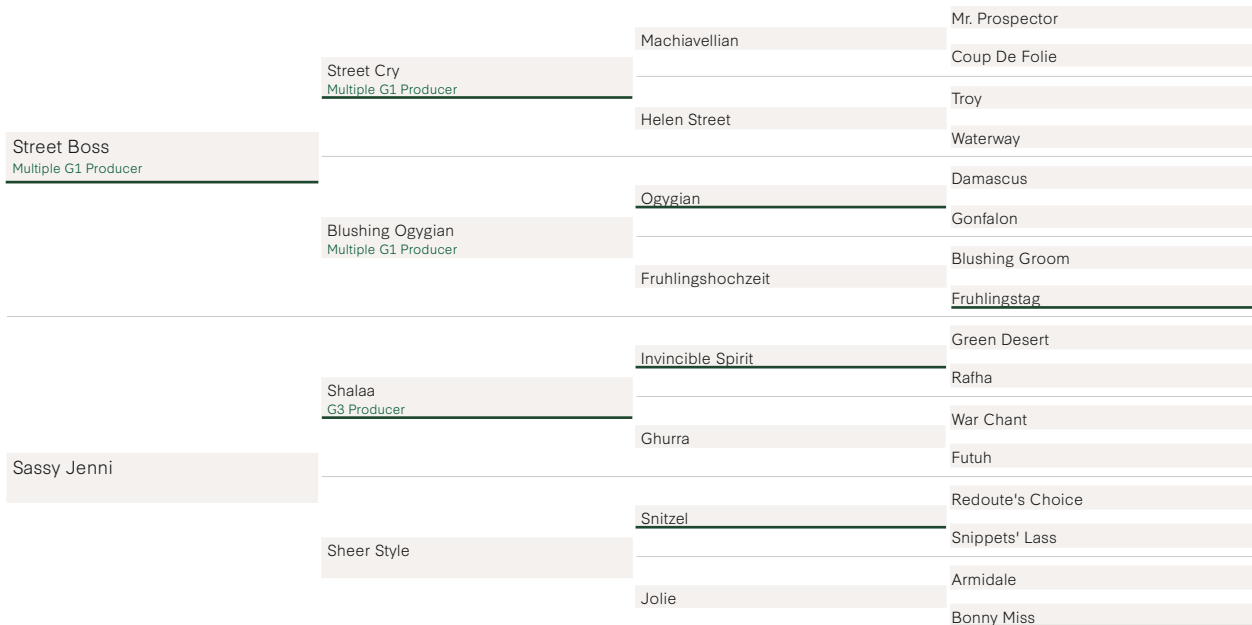 Street Boss
Multiple G1 Producer
Sassy Jenni
Street Cry
Multiple G1 Producer
Blushing Ogygian
Multiple G1 Producer
Shalaa
G3 Producer
Sheer Style
Machiavellian
Helen Street
Ogygian
Fruhlingshochzeit
Invincible Spirit
Ghurra
Snitzel
Jolie
Mr. Prospector
Coup De Folie
Troy
Waterway
Damascus
Gonfalon
Blushing Groom
Fruhlingstag
Green Desert
Rafha
War Chant
Futuh
Redoute's Choice
Snippets' Lass
Armidale
Bonny Miss